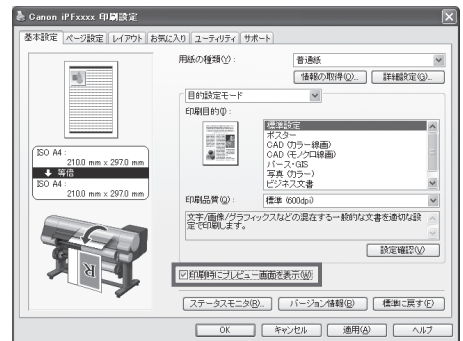 Canon iPFxxxx 印刷設定
基本設定 ページ設定 レイアウト お気に入り ユーティリティ サポート
用紙の種類(Y) :
普通紙
情報の取得(Q)...
詳細設定(G)...
目的設定モード
印刷目的(I) :
標準設定
ポスター
CAD (カラー線画)
CAD (モノクロ線画)
パース・GIS
写真 (カラー)
ビジネス文書
ISO A4 :
210.0 mm x 297.0 mm
等倍
ISO A4 :
210.0 mm x 297.0 mm
印刷品質(Q) :
標準 (600dpi)
文字/画像/グラフィックスなどの混在する一般的な文書を適切な設
定で印刷します。
設定確認(V)
印刷時にプレビュー画面を表示(W)
ステータスモニタ(R)...
バージョン情報(B)
標準に戻す(F)
OK
キャンセル
適用(A)
ヘルプ